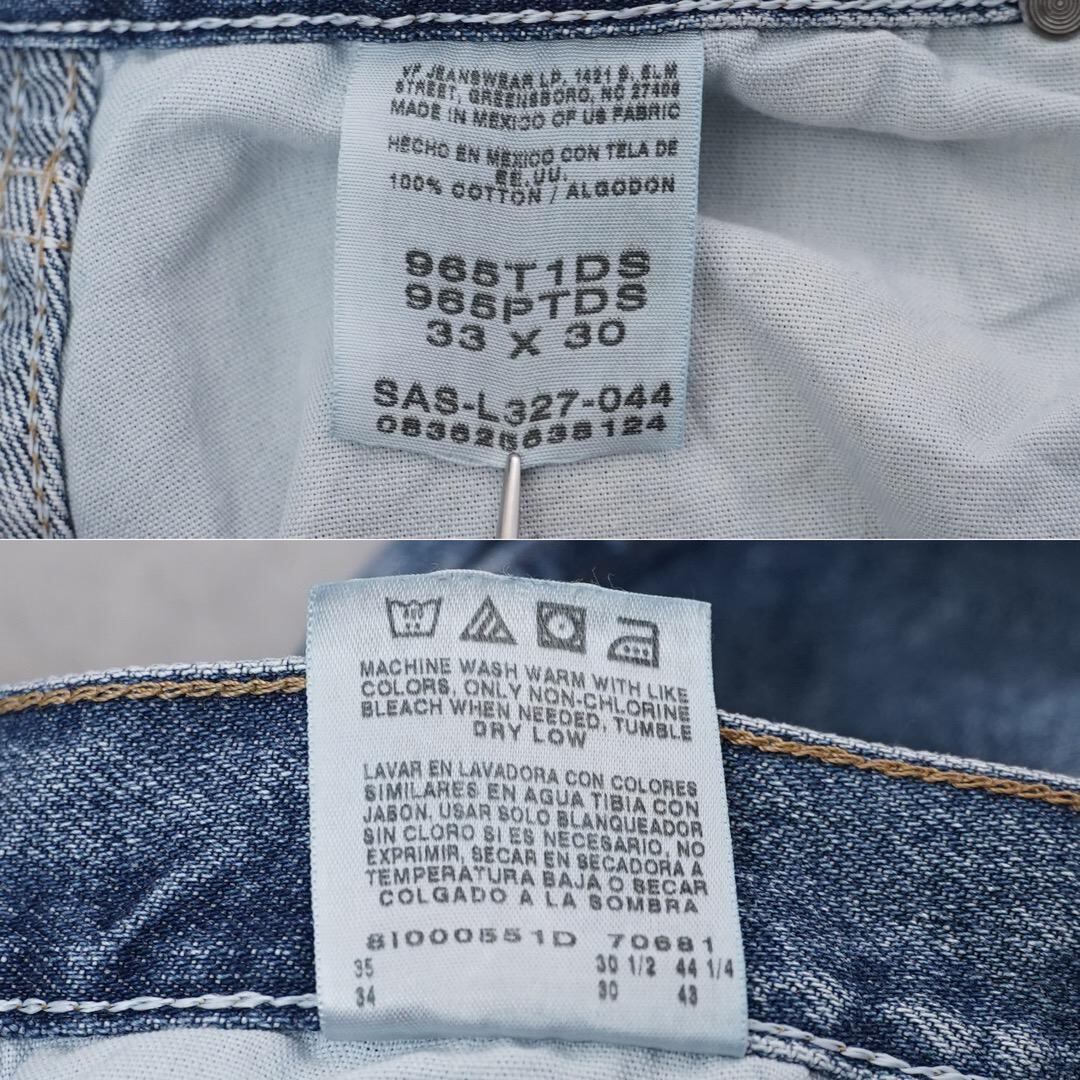 VF JEANSWEAR LP, 1421 S. ELM
STREET, GREENSBORO, NC 27408
MADE IN MEXICO OF US FABRIC
HECHO EN MEXICO CON TELA DE
EE.UU.
100% COTTON / ALGODON
965T1DS
965PTDS
33 X 30
SAS-L327-044
083625638124
MACHINE WASH WARM WITH LIKE
COLORS, ONLY NON-CHLORINE
BLEACH WHEN NEEDED, TUMBLE
DRY LOW
LAVAR EN LAVADORA CON COLORES
SIMILARES EN AGUA TIBIA CON
JABON. USAR SOLO BLANQUEADOR
SIN CLORO SI ES NECESARIO, NO
EXPRIMIR, SECAR EN SECADORA A
TEMPERATURA BAJA O SECAR
COLGADO A LA SOMBRA
81000551D 70681
35 30 1/2 44 1/4
34 30 43